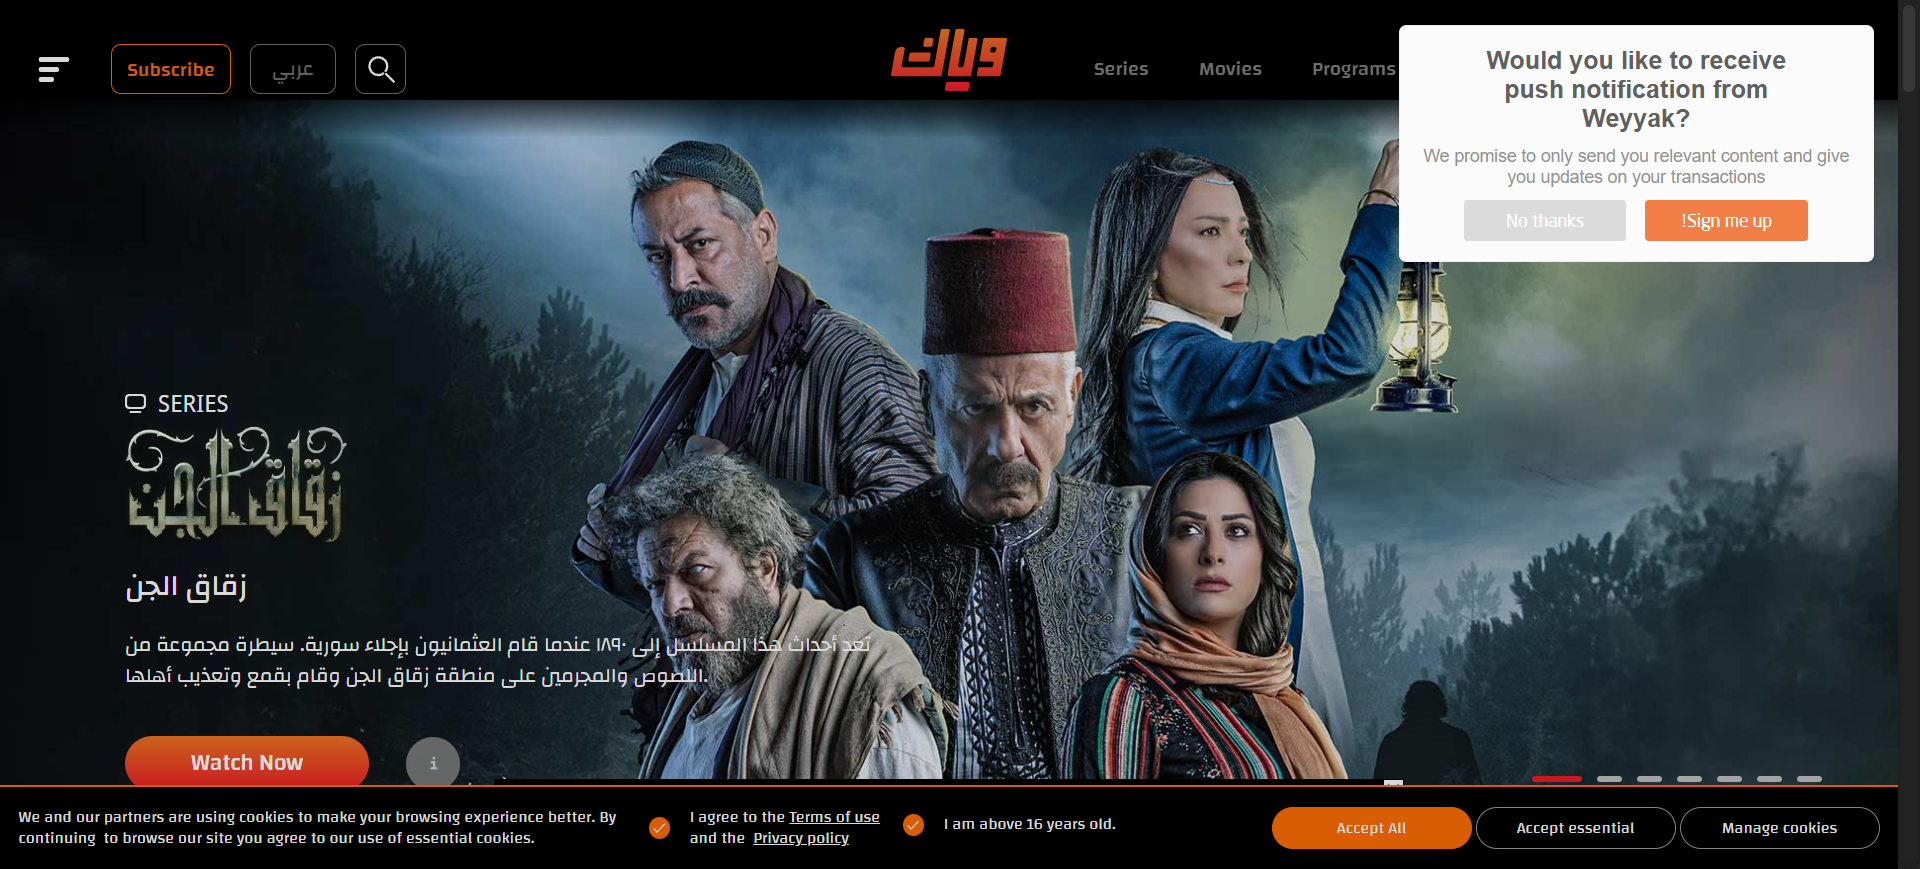 Subscribe
عربي
وياك
Series
Movies
Programs
Would you like to receive
push notification from
Weyyak?
We promise to only send you relevant content and give
you updates on your transactions
No thanks
!Sign me up
SERIES
زقاق الجن
زقاق الجن
تعد أحداث هذا المسلسل إلى ١٨٩٠ عندما قام العثمانيون بإجلاء سورية. سيطرة مجموعة من
اللصوص والمجرمين على منطقة زقاق الجن وقام بقمع وتعذيب أهلها.
Watch Now
i
We and our partners are using cookies to make your browsing experience better. By
continuing to browse our site you agree to our use of essential cookies.
I agree to the Terms of use
and the Privacy policy
I am above 16 years old.
Accept All
Accept essential
Manage cookies